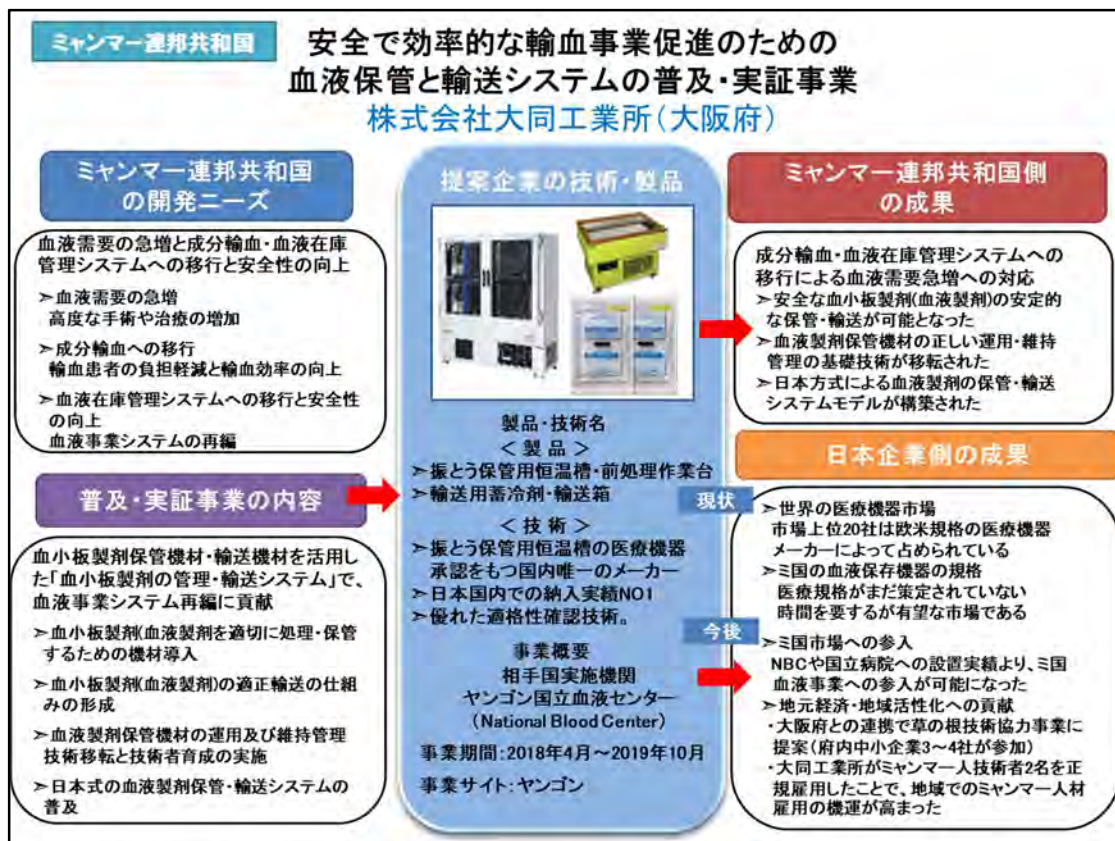 ミャンマー連邦共和国
安全で効率的な輸血事業促進のための
血液保管と輸送システムの普及・実証事業
株式会社大同工業所(大阪府)
ミャンマー連邦共和国
の開発ニーズ
血液需要の急増と成分輸血・血液在庫
管理システムへの移行と安全性の向上
➣血液需要の急増
高度な手術や治療の増加
➣成分輸血への移行
輸血患者の負担軽減と輸血効率の向上
➣血液在庫管理システムへの移行と安全性
の向上
血液事業システムの再編
普及・実証事業の内容
血小板製剤保管機材・輸送機材を活用し
た「血小板製剤の管理・輸送システム」で、
血液事業システム再編に貢献
➣血小板製剤(血液製剤を適切に処理・保管
するための機材導入
➣血小板製剤(血液製剤)の適正輸送の仕組
みの形成
➣血液製剤保管機材の運用及び維持管理
技術移転と技術者育成の実施
➣日本式の血液製剤保管・輸送システムの
普及
提案企業の技術・製品
製品・技術名
＜製品＞
➣振とう保管用恒温槽・前処理作業台
➣輸送用蓄冷剤・輸送箱
＜技術＞
➣振とう保管用恒温槽の医療機器
承認をもつ国内唯一のメーカー
➣日本国内での納入実績NO1
➣優れた適格性確認技術。
事業概要
相手国実施機関
ヤンゴン国立血液センター
(National Blood Center)
事業期間:2018年4月～2019年10月
事業サイト:ヤンゴン
ミャンマー連邦共和国側
の成果
成分輸血・血液在庫管理システムへの
移行による血液需要急増への対応
➣安全な血小板製剤(血液製剤)の安定的
な保管・輸送が可能となった
➣血液製剤保管機材の正しい運用・維持
管理の基礎技術が移転された
➣日本方式による血液製剤の保管・輸送
システムモデルが構築された
日本企業側の成果
現状
➣世界の医療機器市場
市場上位20社は欧米規格の医療機器
メーカーによって占められている
➣ミ国の血液保存機器の規格
医療規格がまだ策定されていない
時間を要するが有望な市場である
今後
➣ミ国市場への参入
NBCや国立病院への設置実績より、ミ国
血液事業への参入が可能になった
➣地元経済・地域活性化への貢献
・大阪府との連携で草の根技術協力事業に
提案(府内中小企業3～4社が参加)
・大同工業所がミャンマー人技術者2名を正
規雇用したことで、地域でのミャンマー人材
雇用の機運が高まった